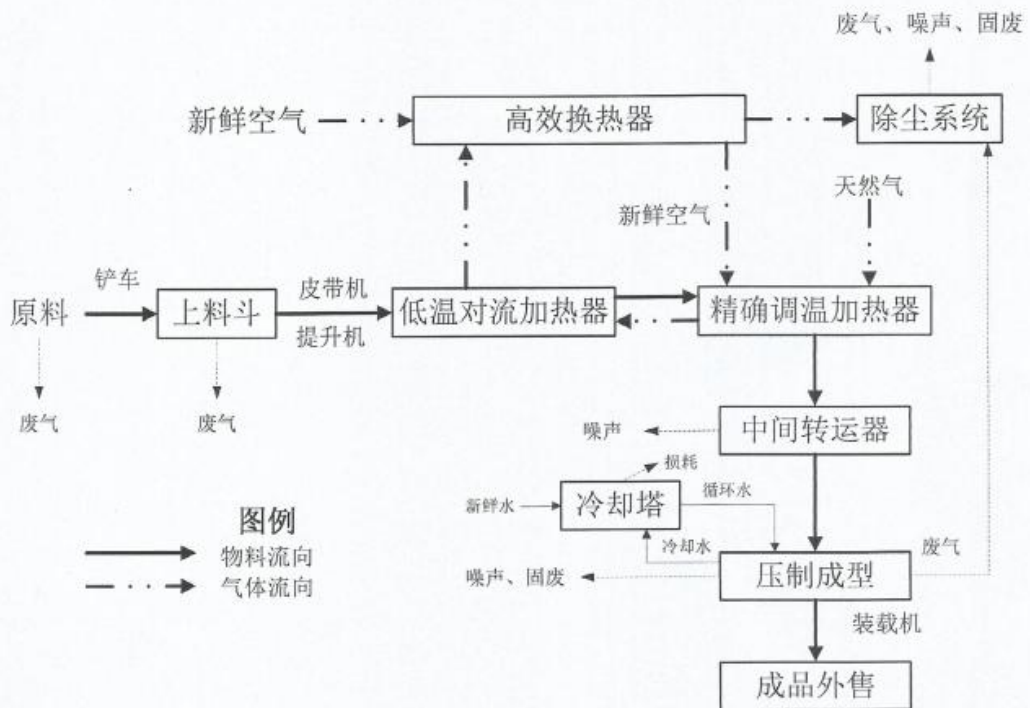 废气、噪声、固废
新鲜空气
高效换热器
除尘系统
天然气
新鲜空气
铲车
皮带机
原料
上料斗
低温对流加热器
精确调温加热器
提升机
废气
废气
噪声
中间转运器
损耗
新鲜水
冷却塔
循环水
图例
物料流向
冷却水
废气
气体流向
噪声、固废
压制成型
装载机
成品外售